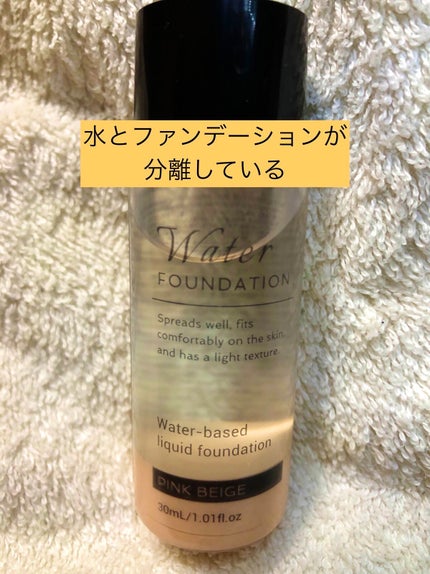 水とファンデーションが
分離している
Water
FOUNDATION
Spreads well, fits
comfortably on the skin,
and has a light texture.
Water-based
liquid foundation
PINK BEIGE
30mL/1.01fl.oz